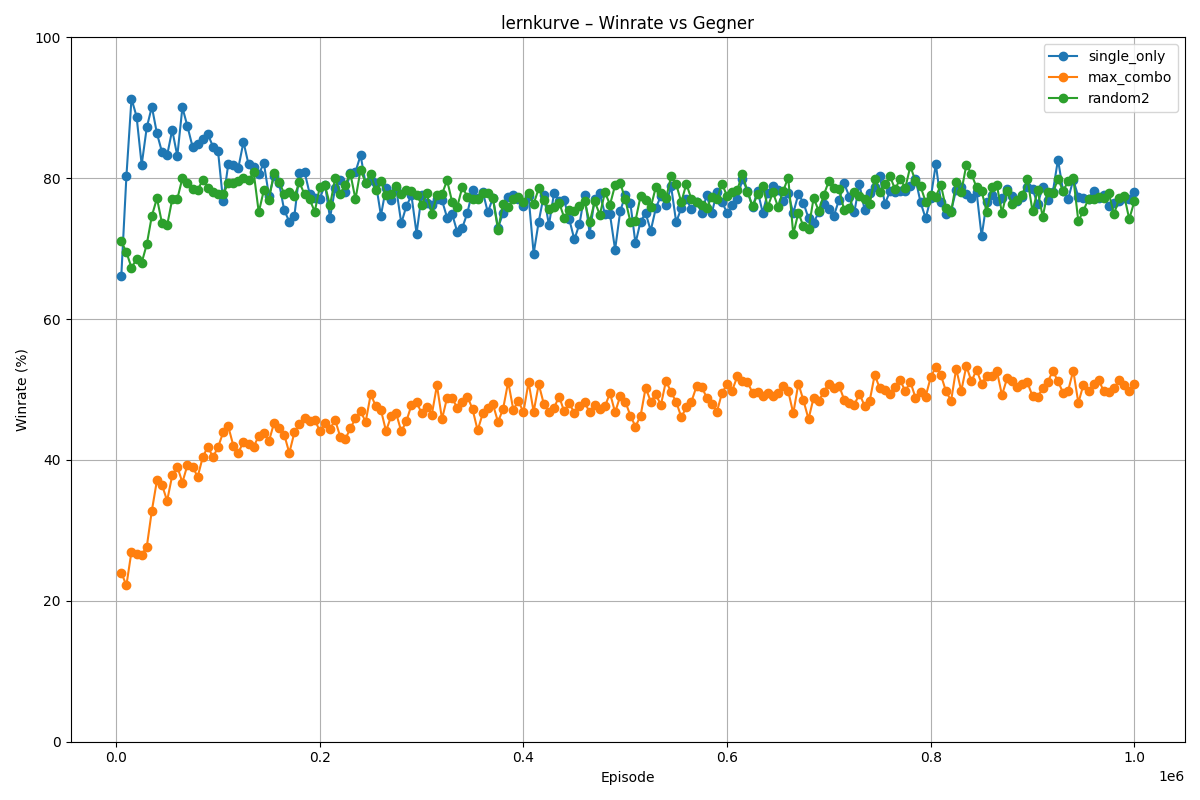 lernkurve – Winrate vs Gegner
single_only
max_combo
random2
Winrate (%)
100
80
60
40
20
0
0.0 0.2 0.4 0.6 0.8 1.0
1e6
Episode